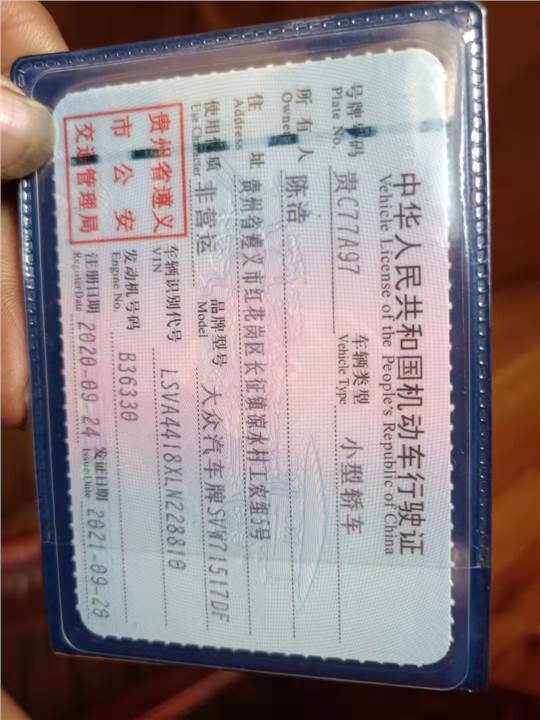 中华人民共和国机动车行驶证
Vehicle License of the People's Republic of China
号牌号码 贵C77A97 车辆类型 小型轿车
Plate No. Vehicle Type
所有人 陈浩
Owner
住址 贵州省遵义市红花岗区长征镇凉水村工农组5号
Address
使用性质 非营运 品牌型号 大众汽车牌SVW71517DF
Use Character Model
贵州省遵义
市公安
交通管理局
车辆识别代号 LSVA4418XLN228810
VIN
发动机号码 B36330
Engine No.
注册日期 2020-09-24 发证日期 2021-09-28
Register Date Issue Date